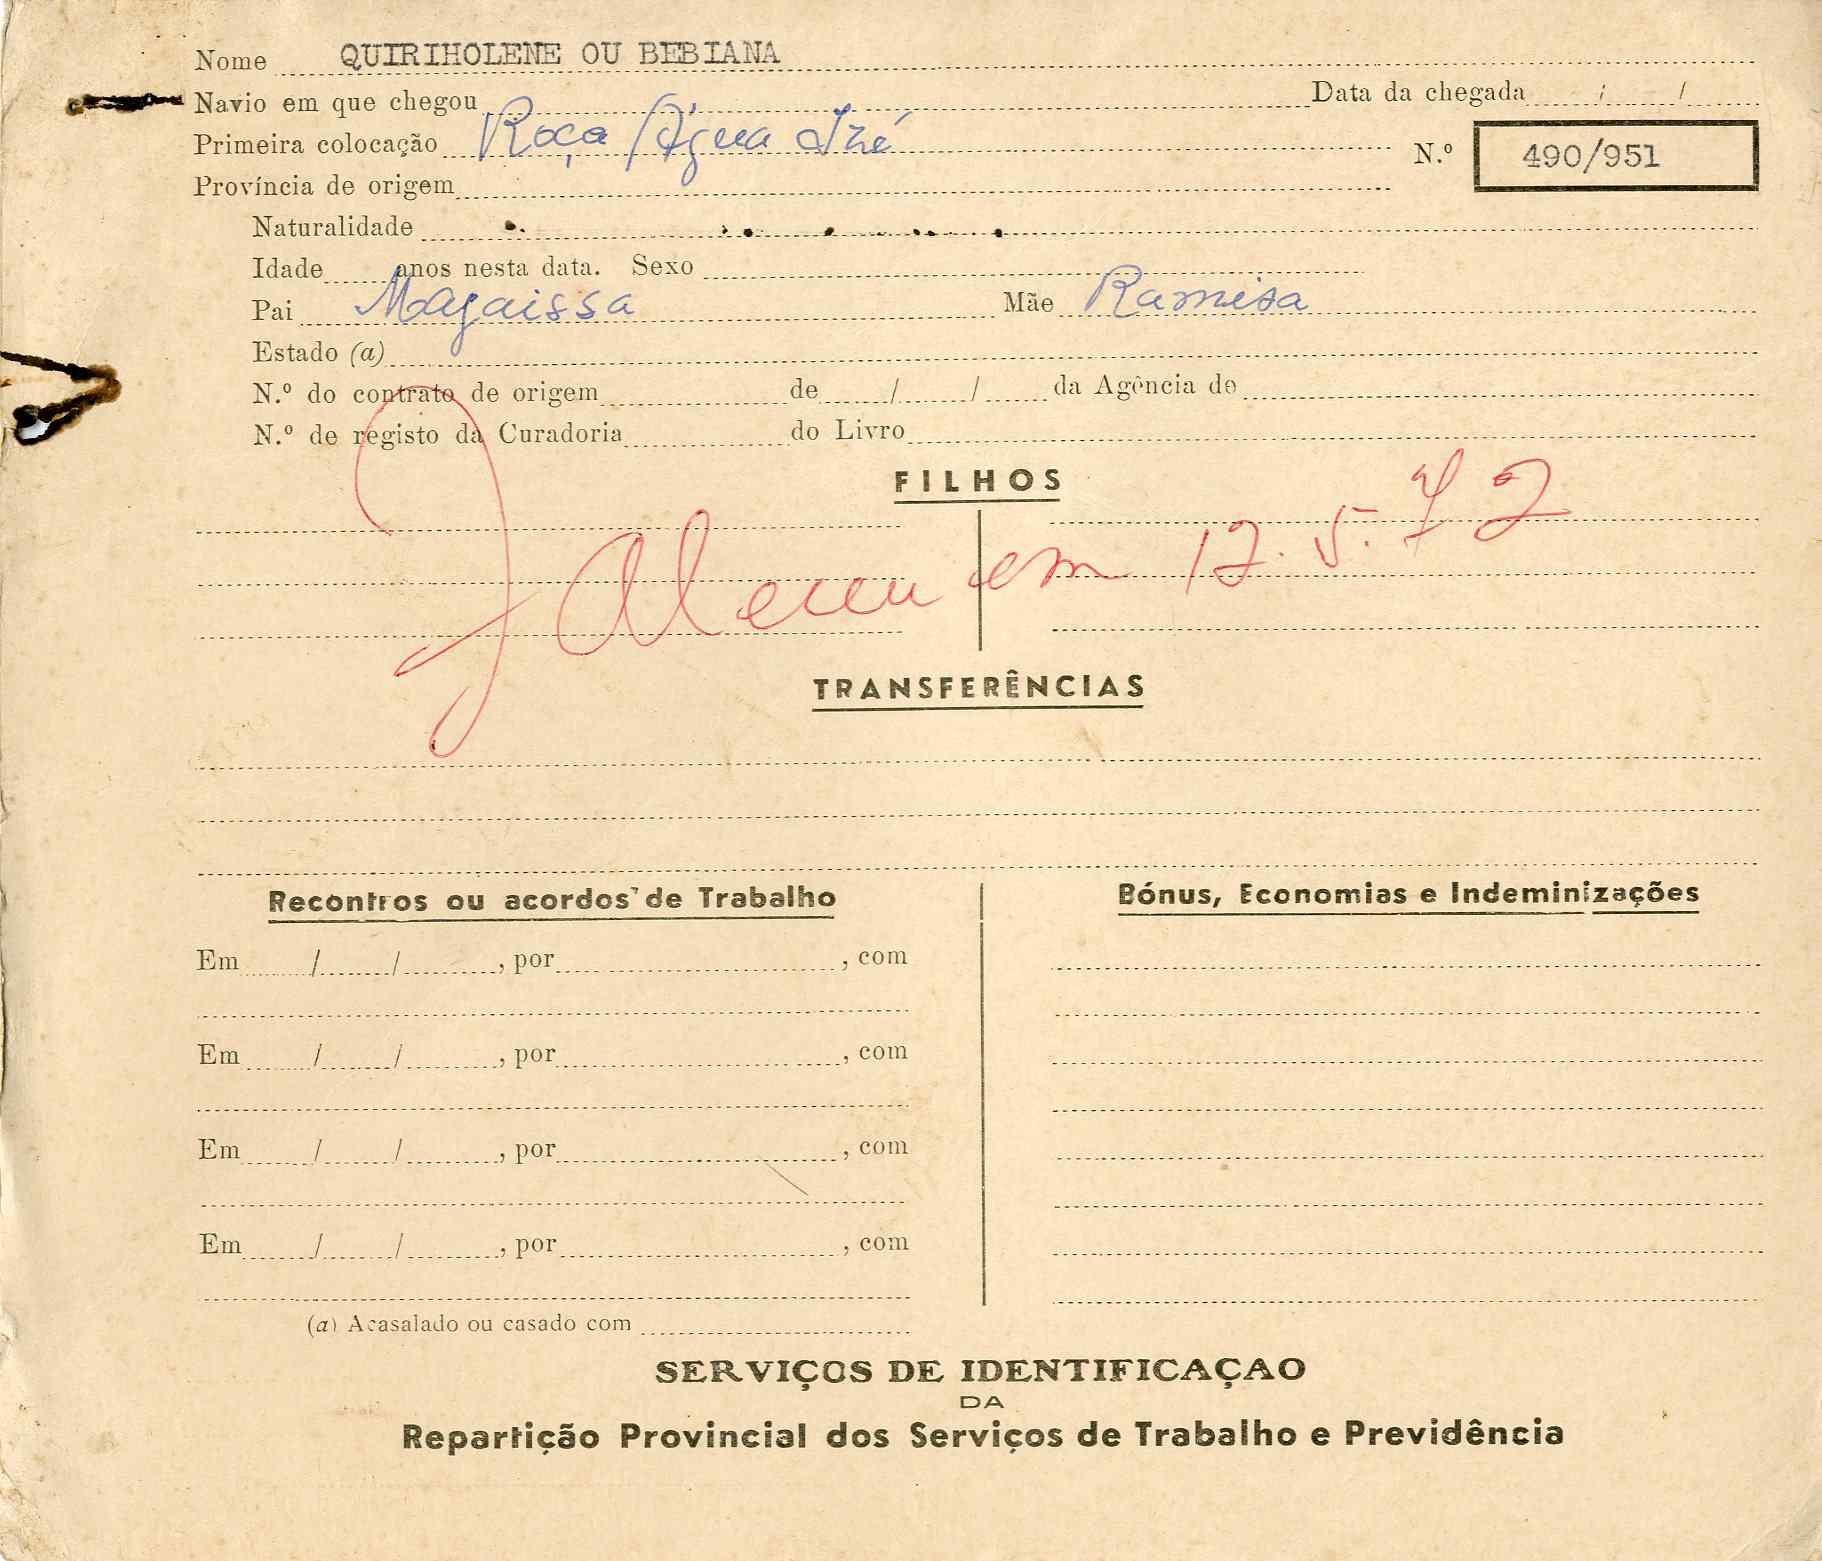 Nome QUIRIHOLENE OU BEBIANA
Navio em que chegou Data da chegada / /
Primeira colocação Roça Água Izé N.º 490/951
Província de origem
Naturalidade
Idade anos nesta data. Sexo
Pai Magaissa Mãe Ramisa
Estado (a)
N.º do contrato de origem de / / da Agência de
N.º de registo da Curadoria do Livro
FILHOS
Faleceu em 12.5.72
TRANSFERÊNCIAS
Recontros ou acordos de Trabalho
Em / / , por , com
Em / / , por , com
Em / / , por , com
Em / / , por , com
(a) Acasalado ou casado com
Bónus, Economias e Indeminizações
SERVIÇOS DE IDENTIFICAÇAO
DA
Repartição Provincial dos Serviços de Trabalho e Previdência